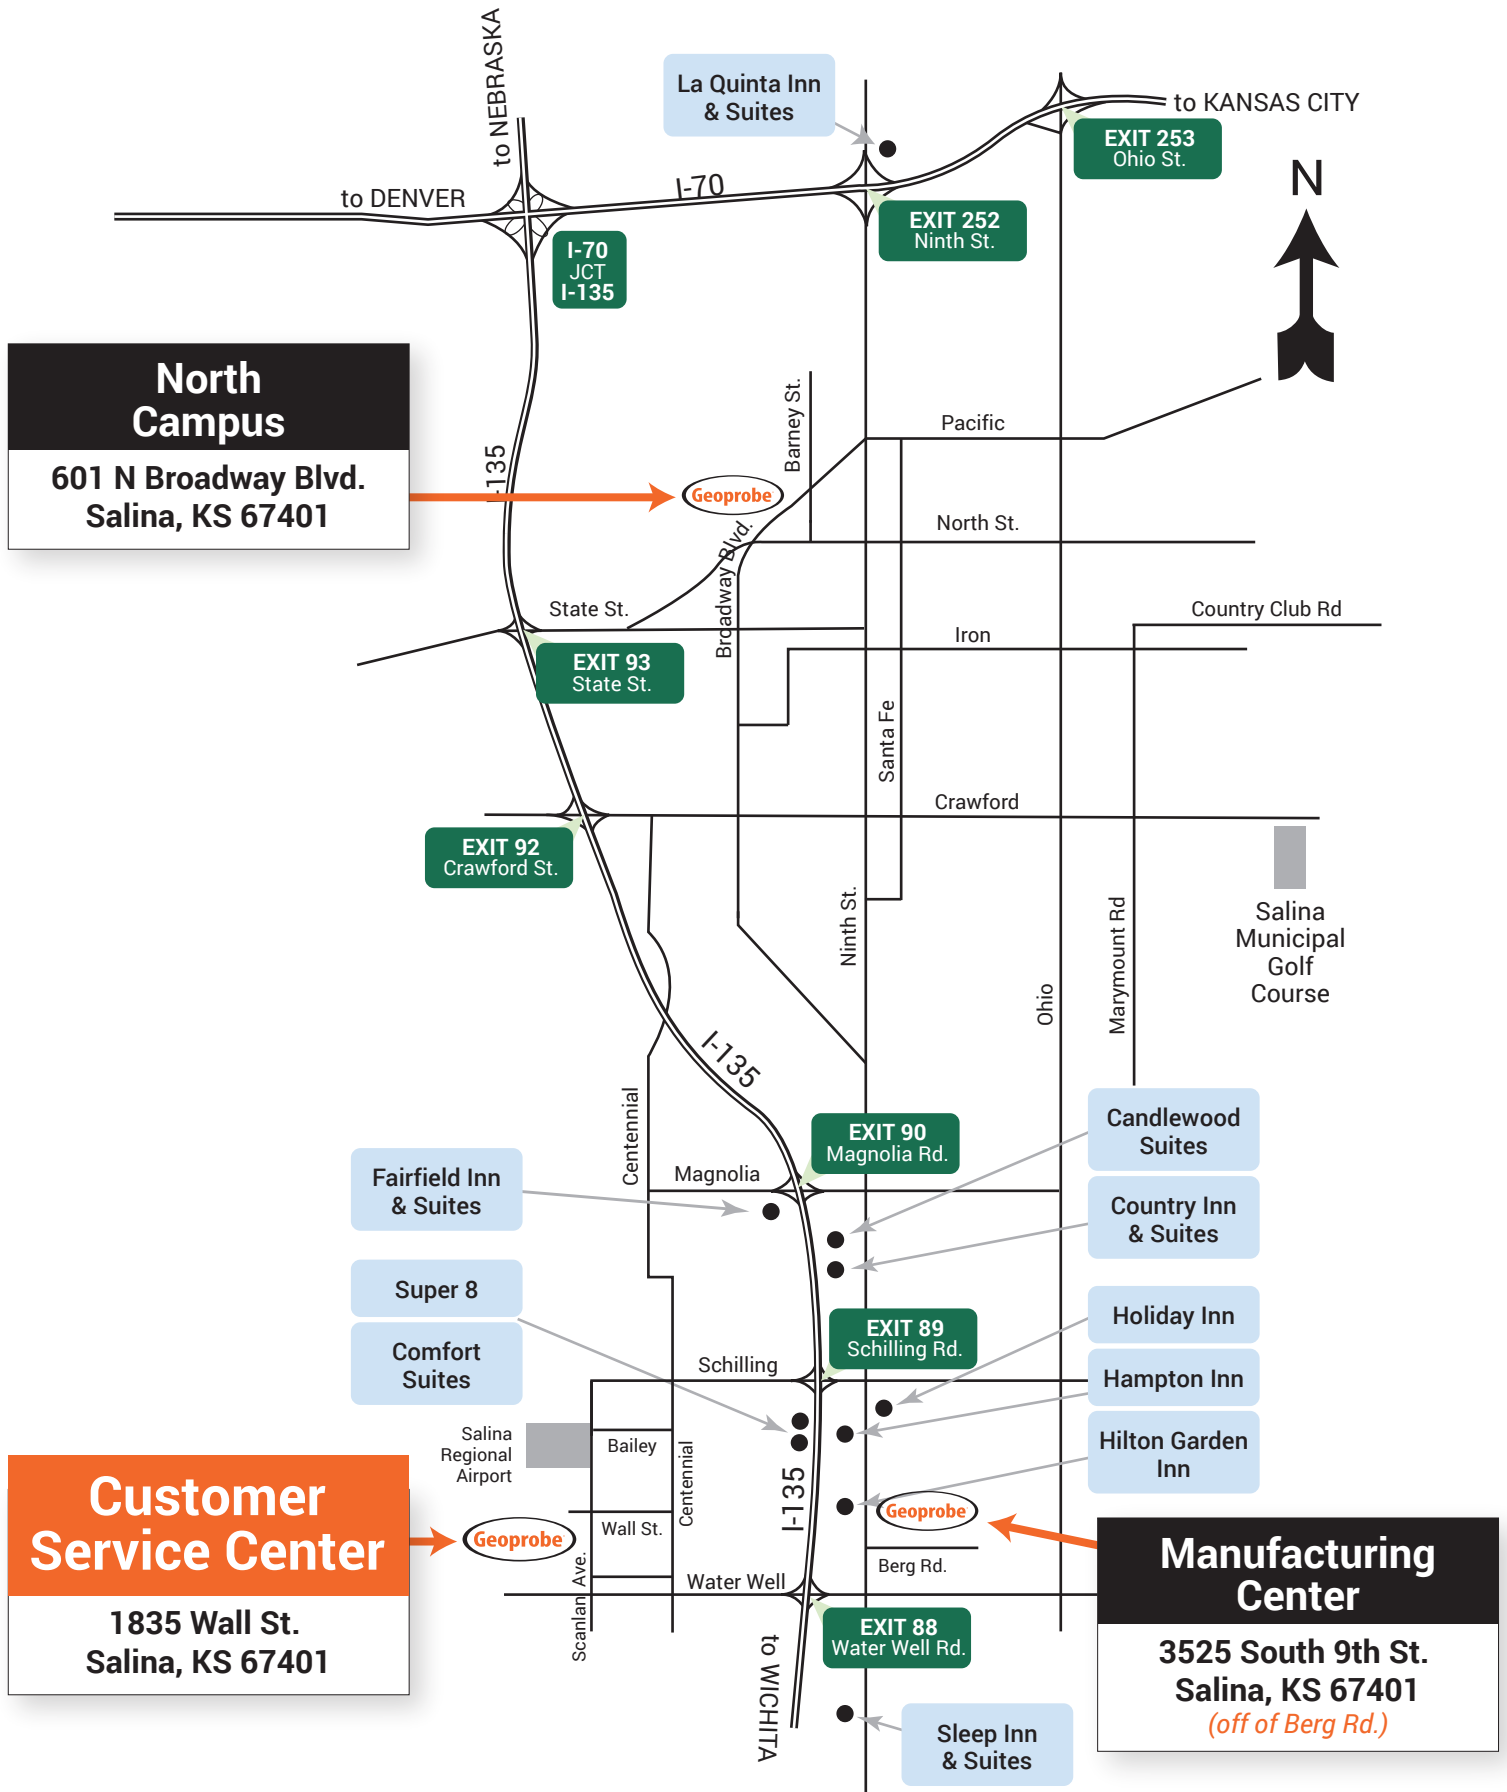 to NEBRASKA
La Quinta Inn
& Suites
to KANSAS CITY
EXIT 253
Ohio St.
N
to DENVER
I-70
EXIT 252
Ninth St.
I-70
JCT
I-135
North
Campus
601 N Broadway Blvd.
Salina, KS 67401
I-135
Geoprobe
Barney St.
Pacific
North St.
Broadway Blvd.
State St.
Country Club Rd
Iron
EXIT 93
State St.
Santa Fe
Crawford
EXIT 92
Crawford St.
Ninth St.
Salina
Municipal
Golf
Course
Marymount Rd
Ohio
I-135
Centennial
Candlewood
Suites
EXIT 90
Magnolia Rd.
Magnolia
Fairfield Inn
& Suites
Country Inn
& Suites
Super 8
Holiday Inn
EXIT 89
Schilling Rd.
Comfort
Suites
Schilling
Hampton Inn
Salina
Regional
Airport
Bailey
Centennial
Hilton Garden
Inn
I-135
Customer
Service Center
1835 Wall St.
Salina, KS 67401
Geoprobe
Wall St.
Geoprobe
Berg Rd.
Manufacturing
Center
3525 South 9th St.
Salina, KS 67401
(off of Berg Rd.)
Scanlan Ave.
Water Well
EXIT 88
Water Well Rd.
to WICHITA
Sleep Inn
& Suites